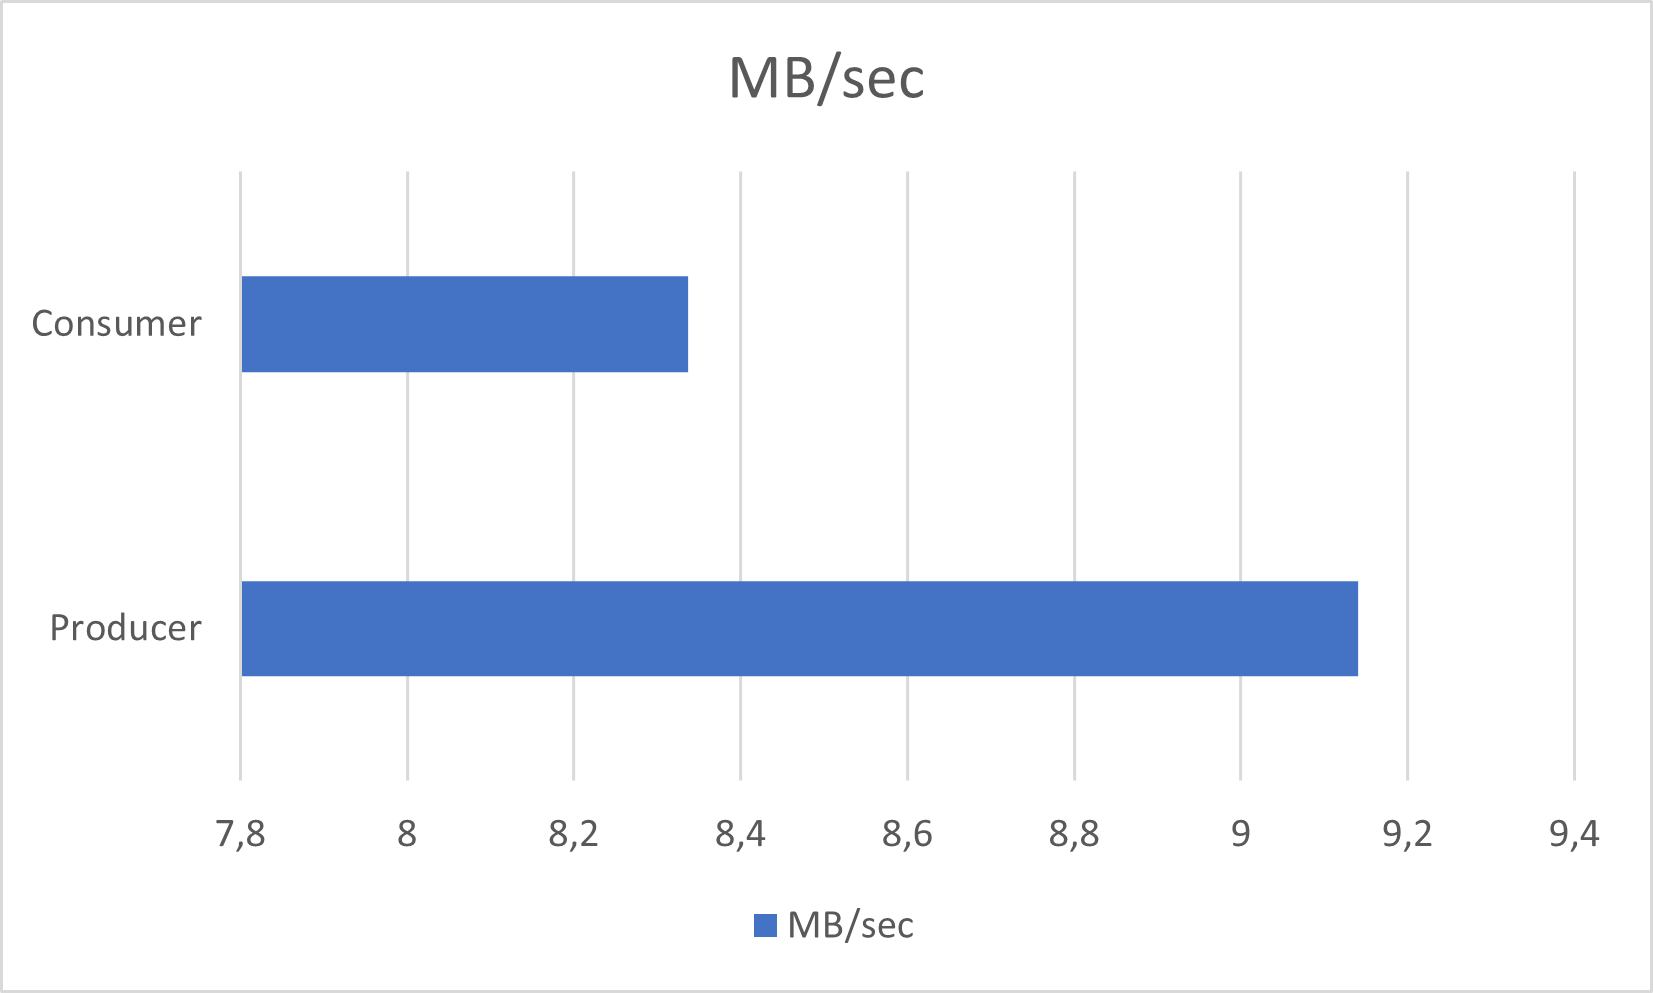 MB/sec
Consumer
Producer
7,8 8 8,2 8,4 8,6 8,8 9 9,2 9,4
MB/sec